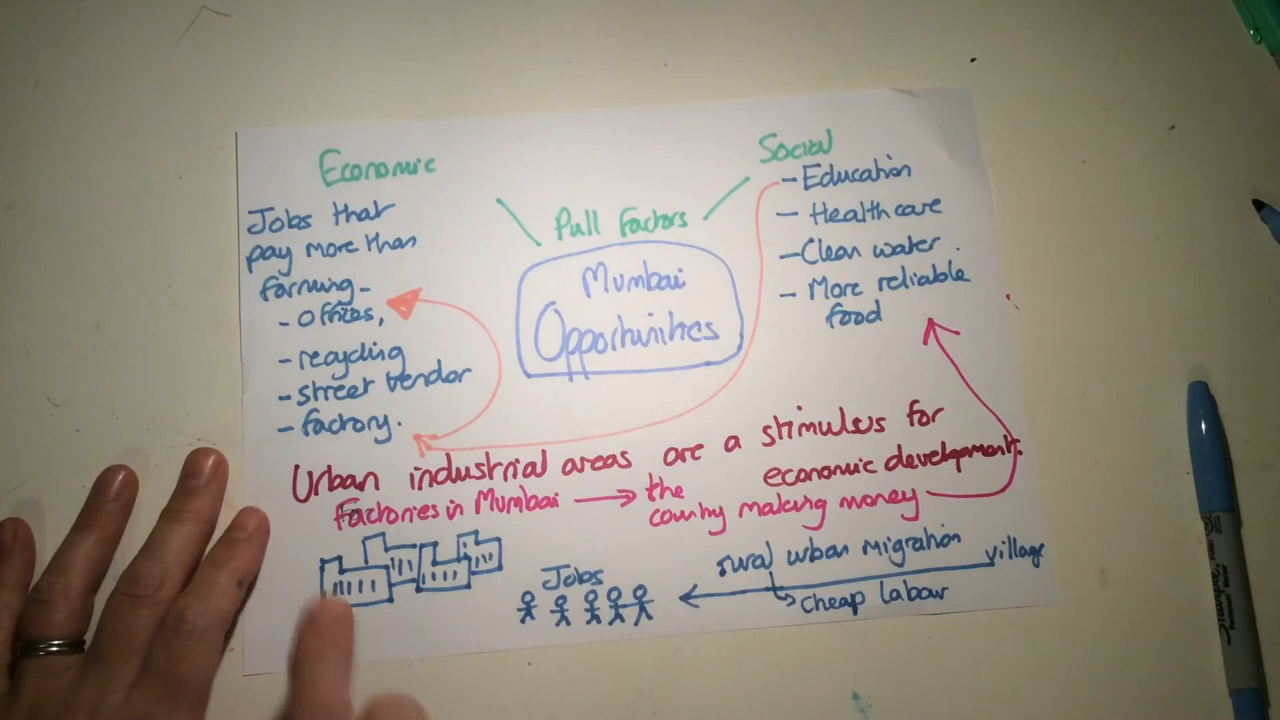 Economic
Jobs that
pay more than
farming -
- Offices,
- recycling
- street vendor
- factory.
Pull Factors
Mumbai
Opportunities
Social
- Education
- Healthcare
- Clean water.
- More reliable
food
Urban industrial areas are a stimulus for
economic development.
Factories in Mumbai → the
country making money
Jobs
rural urban migration
village
cheap labour
Sharpie